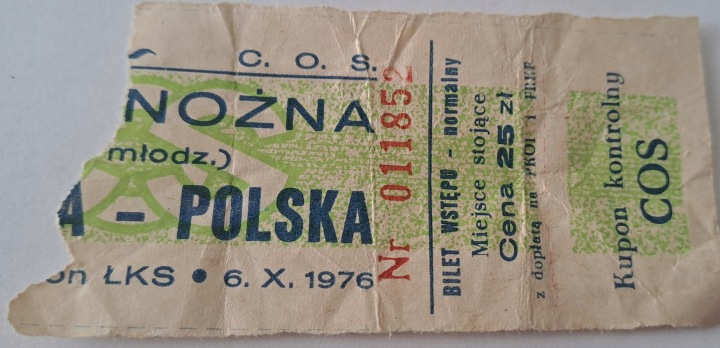 C. O. S.
NOŻNA
młodz.)
A - POLSKA
on ŁKS • 6. X. 1976
Nr 011852
BILET WSTĘPU - normalny
Miejsce stojące
Cena 25 zł
z dopłatą na PKOl i FRKF
Kupon kontrolny
COS